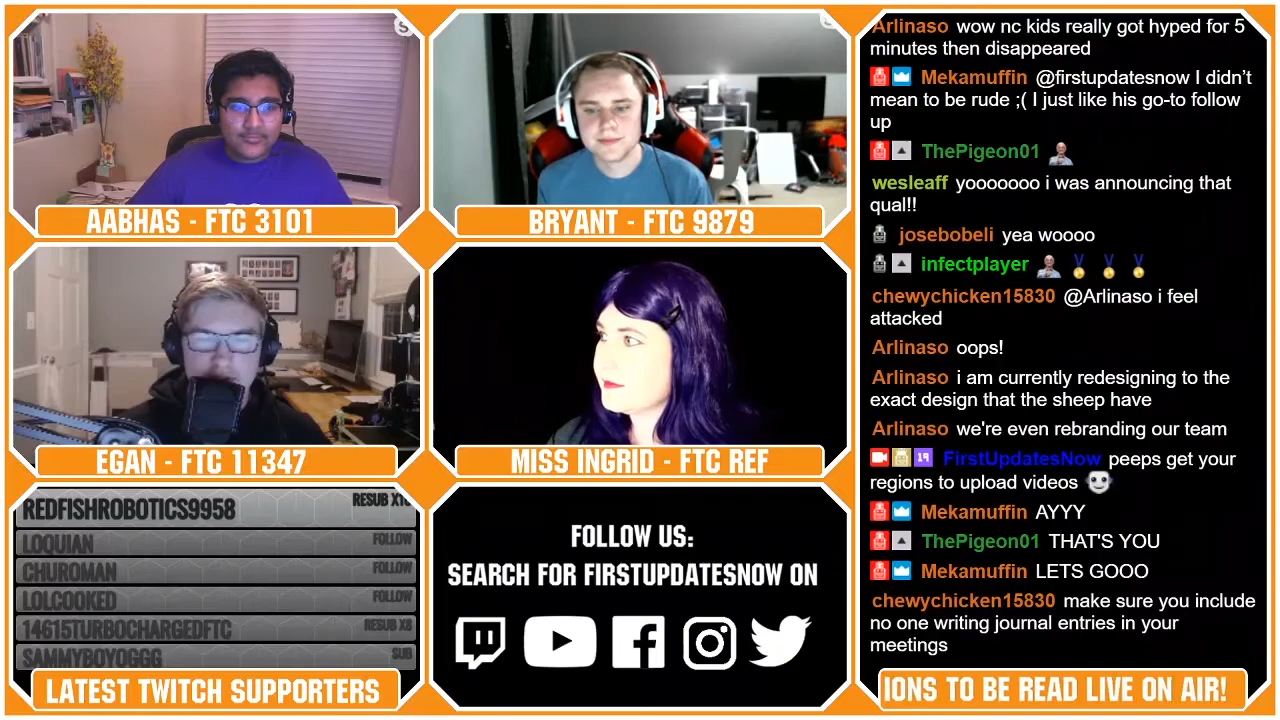 AABHAS - FTC 3101
BRYANT - FTC 9879
EGAN - FTC 11347
MISS INGRID - FTC REF
REDFISHROBOTICS9958 RESUB
LOQUIAN FOLLOW
CHUROMAN FOLLOW
LOLCOOKED FOLLOW
14615TURBOCHARGEDFTC RESUB X8
SAMMYBOYOGGG SUB
LATEST TWITCH SUPPORTERS
FOLLOW US:
SEARCH FOR FIRSTUPDATESNOW ON
Arlinaso wow nc kids really got hyped for 5
minutes then disappeared
Mekamuffin @firstupdatesnow I didn't
mean to be rude ;( I just like his go-to follow
up
ThePigeon01
wesleaff yooooooo i was announcing that
qual!!
josebobeli yea woooo
infectplayer
chewychicken15830 @Arlinaso i feel
attacked
Arlinaso oops!
Arlinaso i am currently redesigning to the
exact design that the sheep have
Arlinaso we're even rebranding our team
19 FirstUpdatesNow peeps get your
regions to upload videos
Mekamuffin AYYY
ThePigeon01 THAT'S YOU
Mekamuffin LETS GOOO
chewychicken15830 make sure you include
no one writing journal entries in your
meetings
IONS TO BE READ LIVE ON AIR!